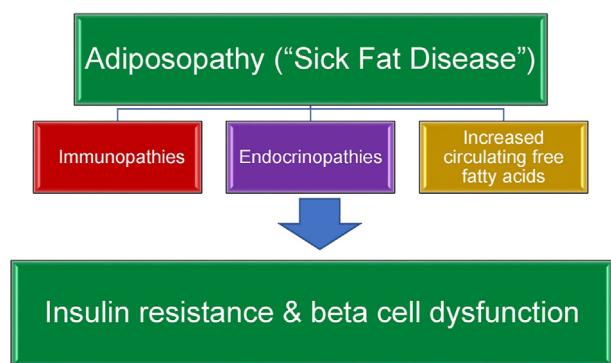 Adiposopathy (“Sick Fat Disease”)
Immunopathies
Endocrinopathies
Increased
circulating free
fatty acids
Insulin resistance & beta cell dysfunction